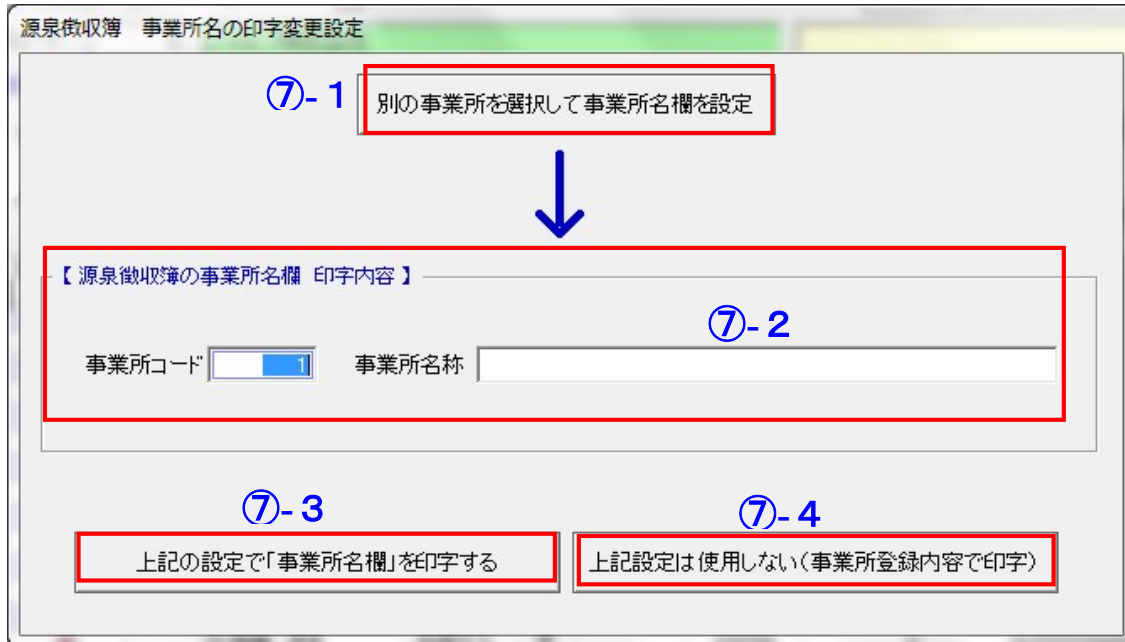 源泉徴収簿　事業所名の印字変更設定
⑦-１
別の事業所を選択して事業所名欄を設定
【 源泉徴収簿の事業所名欄 印字内容 】
⑦-２
事業所コード 1 事業所名称
⑦-３
⑦-４
上記の設定で「事業所名欄」を印字する
上記設定は使用しない(事業所登録内容で印字)